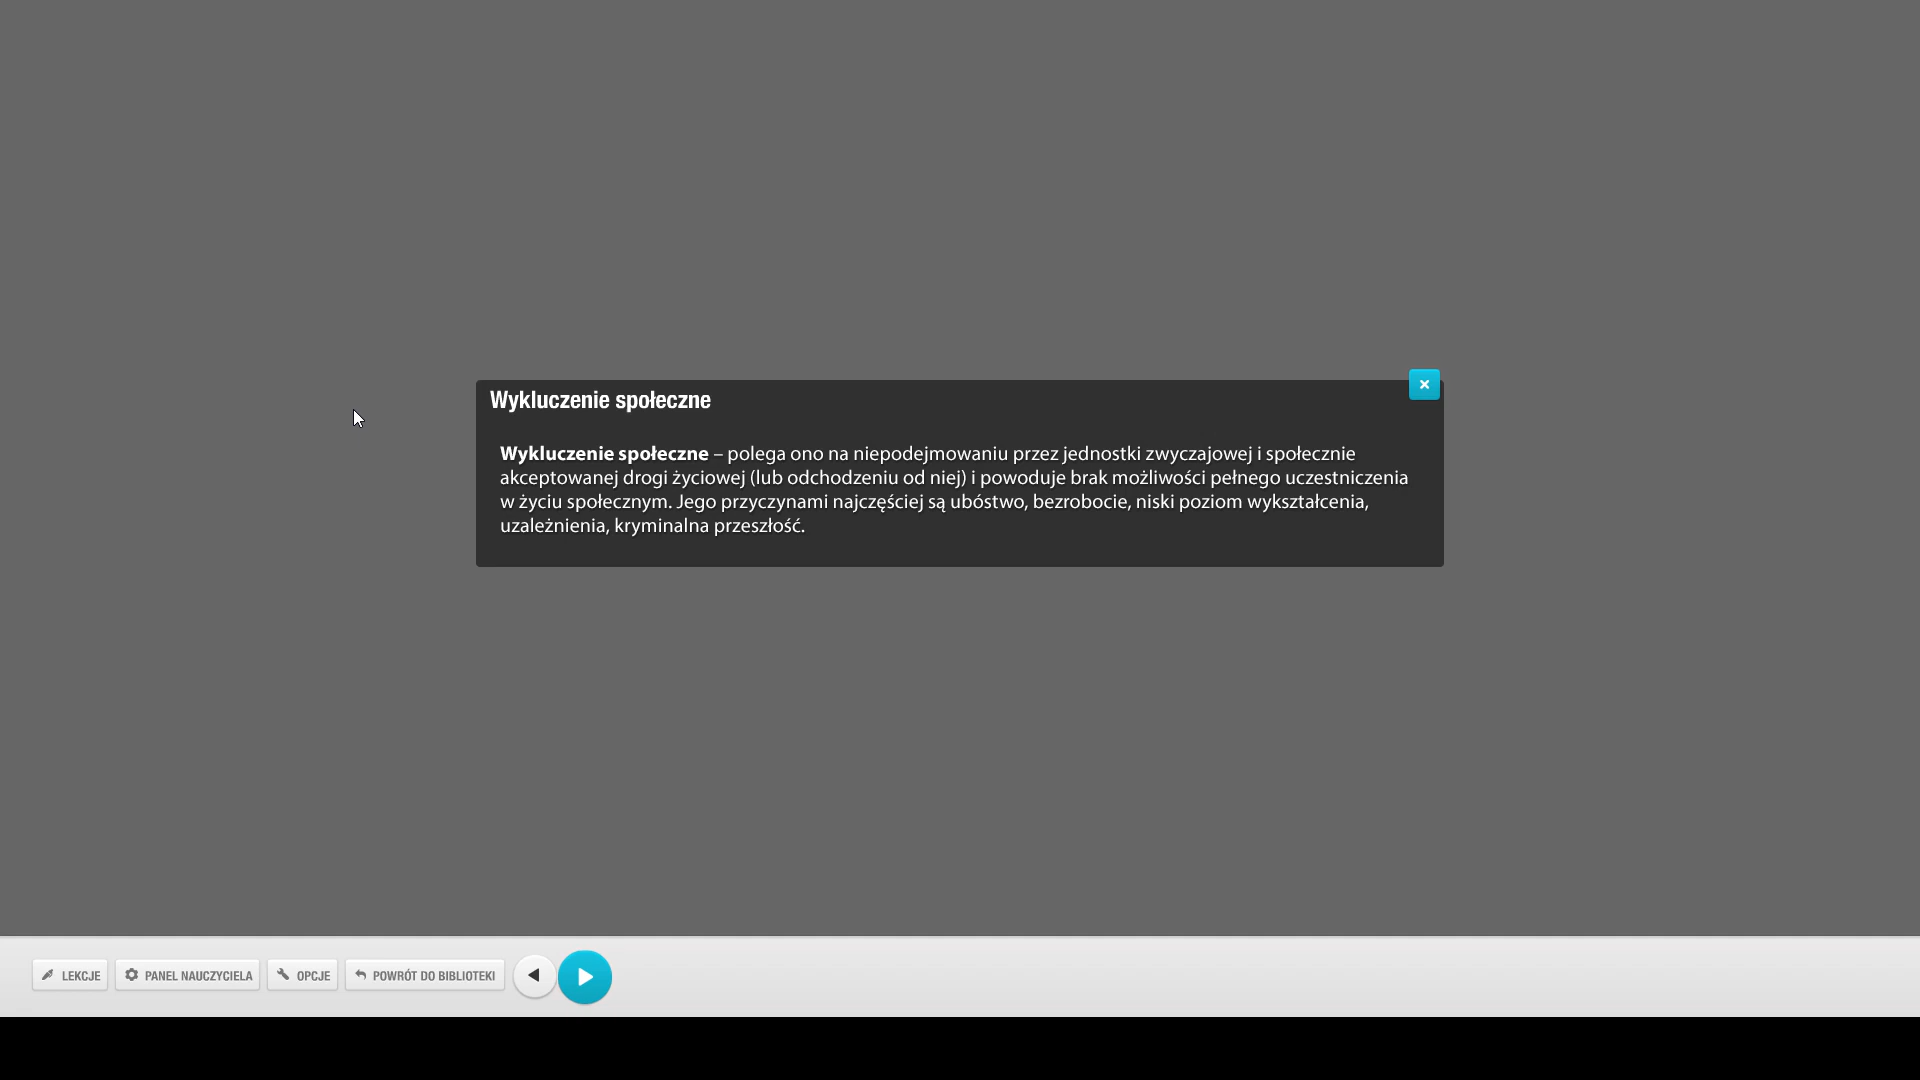 Wykluczenie społeczne
Wykluczenie społeczne – polega ono na niepodejmowaniu przez jednostki zwyczajowej i społecznie
akceptowanej drogi życiowej (lub odchodzeniu od niej) i powoduje brak możliwości pełnego uczestniczenia
w życiu społecznym. Jego przyczynami najczęściej są ubóstwo, bezrobocie, niski poziom wykształcenia,
uzależnienia, kryminalna przeszłość.
LEKCJE PANEL NAUCZYCIELA OPCJE POWRÓT DO BIBLIOTEKI